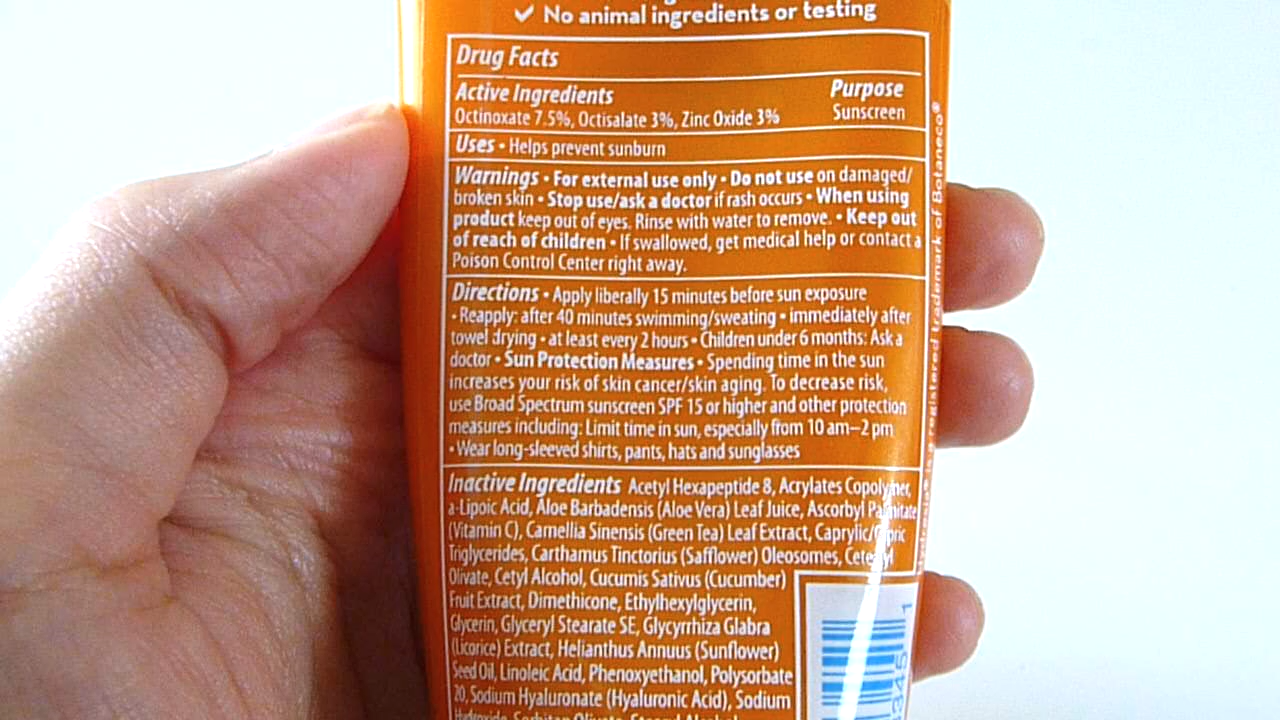 ✓ No animal ingredients or testing
Drug Facts
Active Ingredients Purpose
Octinoxate 7.5%, Octisalate 3%, Zinc Oxide 3% Sunscreen
Uses • Helps prevent sunburn
Warnings • For external use only • Do not use on damaged/
broken skin • Stop use/ask a doctor if rash occurs • When using
product keep out of eyes. Rinse with water to remove. • Keep out
of reach of children • If swallowed, get medical help or contact a
Poison Control Center right away.
Directions • Apply liberally 15 minutes before sun exposure
• Reapply: after 40 minutes swimming/sweating • immediately after
towel drying • at least every 2 hours • Children under 6 months: Ask a
doctor • Sun Protection Measures • Spending time in the sun
increases your risk of skin cancer/skin aging. To decrease risk,
use Broad Spectrum sunscreen SPF 15 or higher and other protection
measures including: Limit time in sun, especially from 10 am–2 pm
• Wear long-sleeved shirts, pants, hats and sunglasses
Inactive Ingredients Acetyl Hexapeptide 8, Acrylates Copolymer,
a-Lipoic Acid, Aloe Barbadensis (Aloe Vera) Leaf Juice, Ascorbyl Palmitate
(Vitamin C), Camellia Sinensis (Green Tea) Leaf Extract, Caprylic/Capric
Triglycerides, Carthamus Tinctorius (Safflower) Oleosomes, Cetearyl
Olivate, Cetyl Alcohol, Cucumis Sativus (Cucumber)
Fruit Extract, Dimethicone, Ethylhexylglycerin,
Glycerin, Glyceryl Stearate SE, Glycyrrhiza Glabra
(Licorice) Extract, Helianthus Annuus (Sunflower)
Seed Oil, Linoleic Acid, Phenoxyethanol, Polysorbate
20, Sodium Hyaluronate (Hyaluronic Acid), Sodium
Hydroxide, Sorbitan Olivate, Stearyl Alcohol
is a registered trademark of Botaneco®
345 1